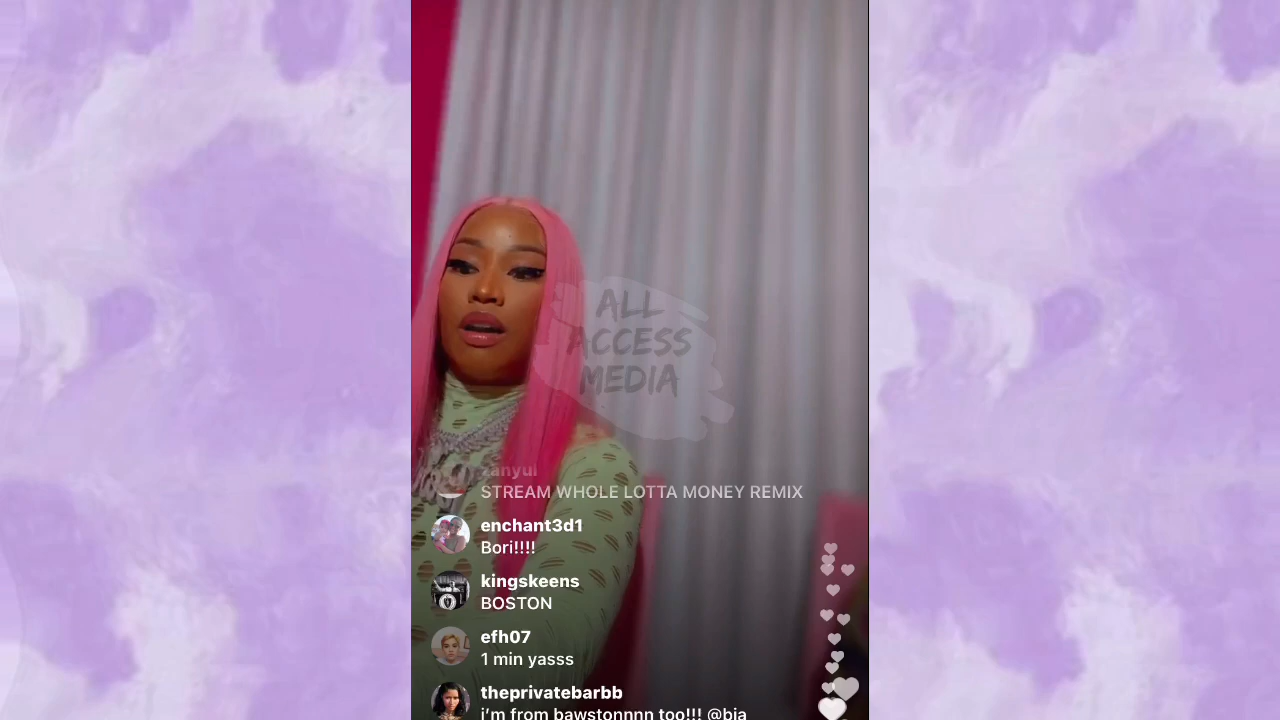 ALL
ACCESS
MEDIA
zanyul
STREAM WHOLE LOTTA MONEY REMIX
enchant3d1
Bori!!!!
kingskeens
BOSTON
efh07
1 min yasss
theprivatebarbb
i'm from bawstonnnn too!!! @bia